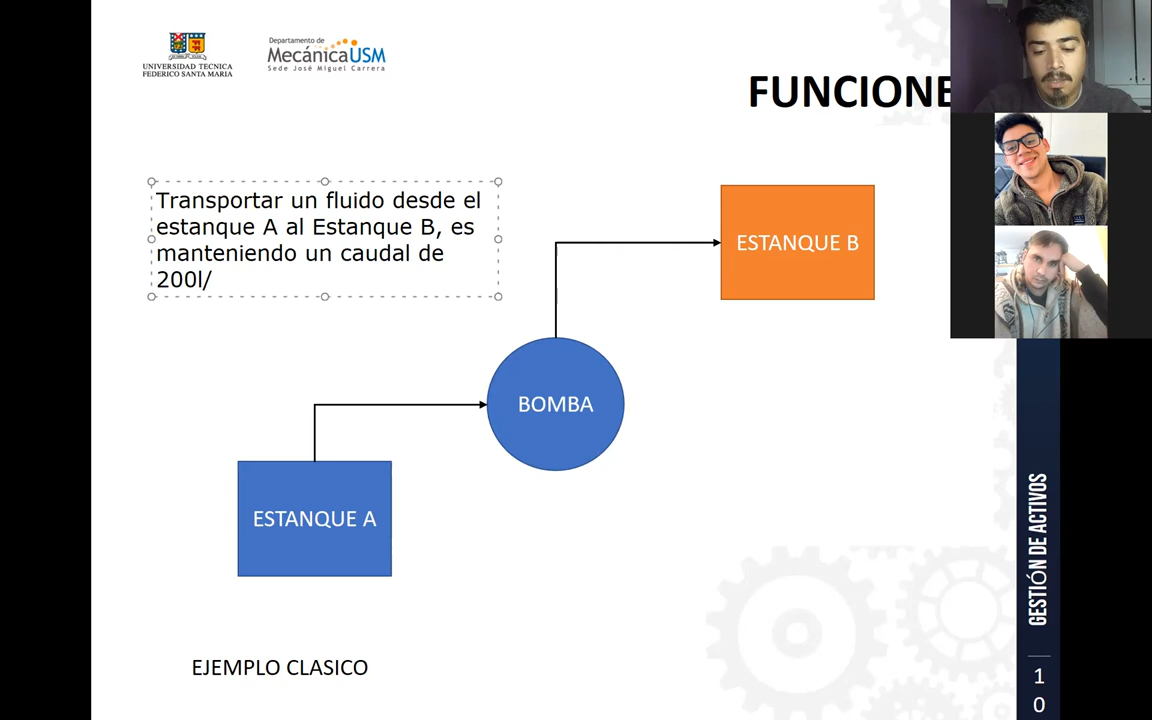 UNIVERSIDAD TECNICA
FEDERICO SANTA MARIA
Departamento de
MecánicaUSM
Sede José Miguel Carrera
FUNCIONE
Transportar un fluido desde el
estanque A al Estanque B, es
manteniendo un caudal de
200l/
ESTANQUE B
BOMBA
ESTANQUE A
EJEMPLO CLASICO
GESTIÓN DE ACTIVOS
1
0